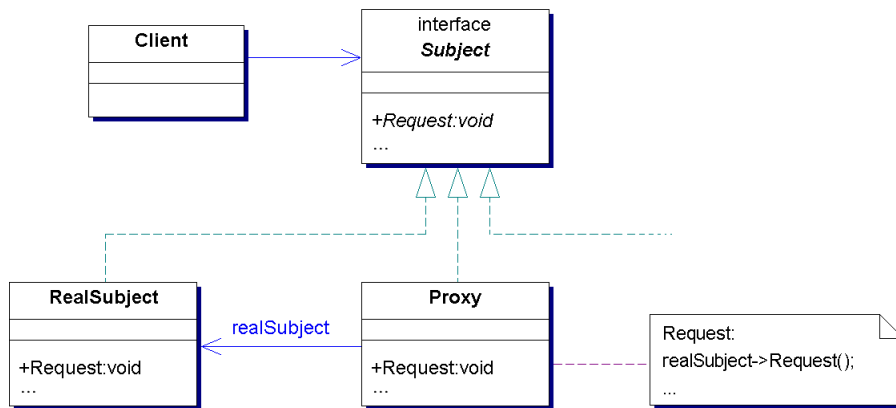 Client
interface
Subject
+Request:void
...
RealSubject
+Request:void
...
realSubject
Proxy
+Request:void
...
Request:
realSubject->Request();
...